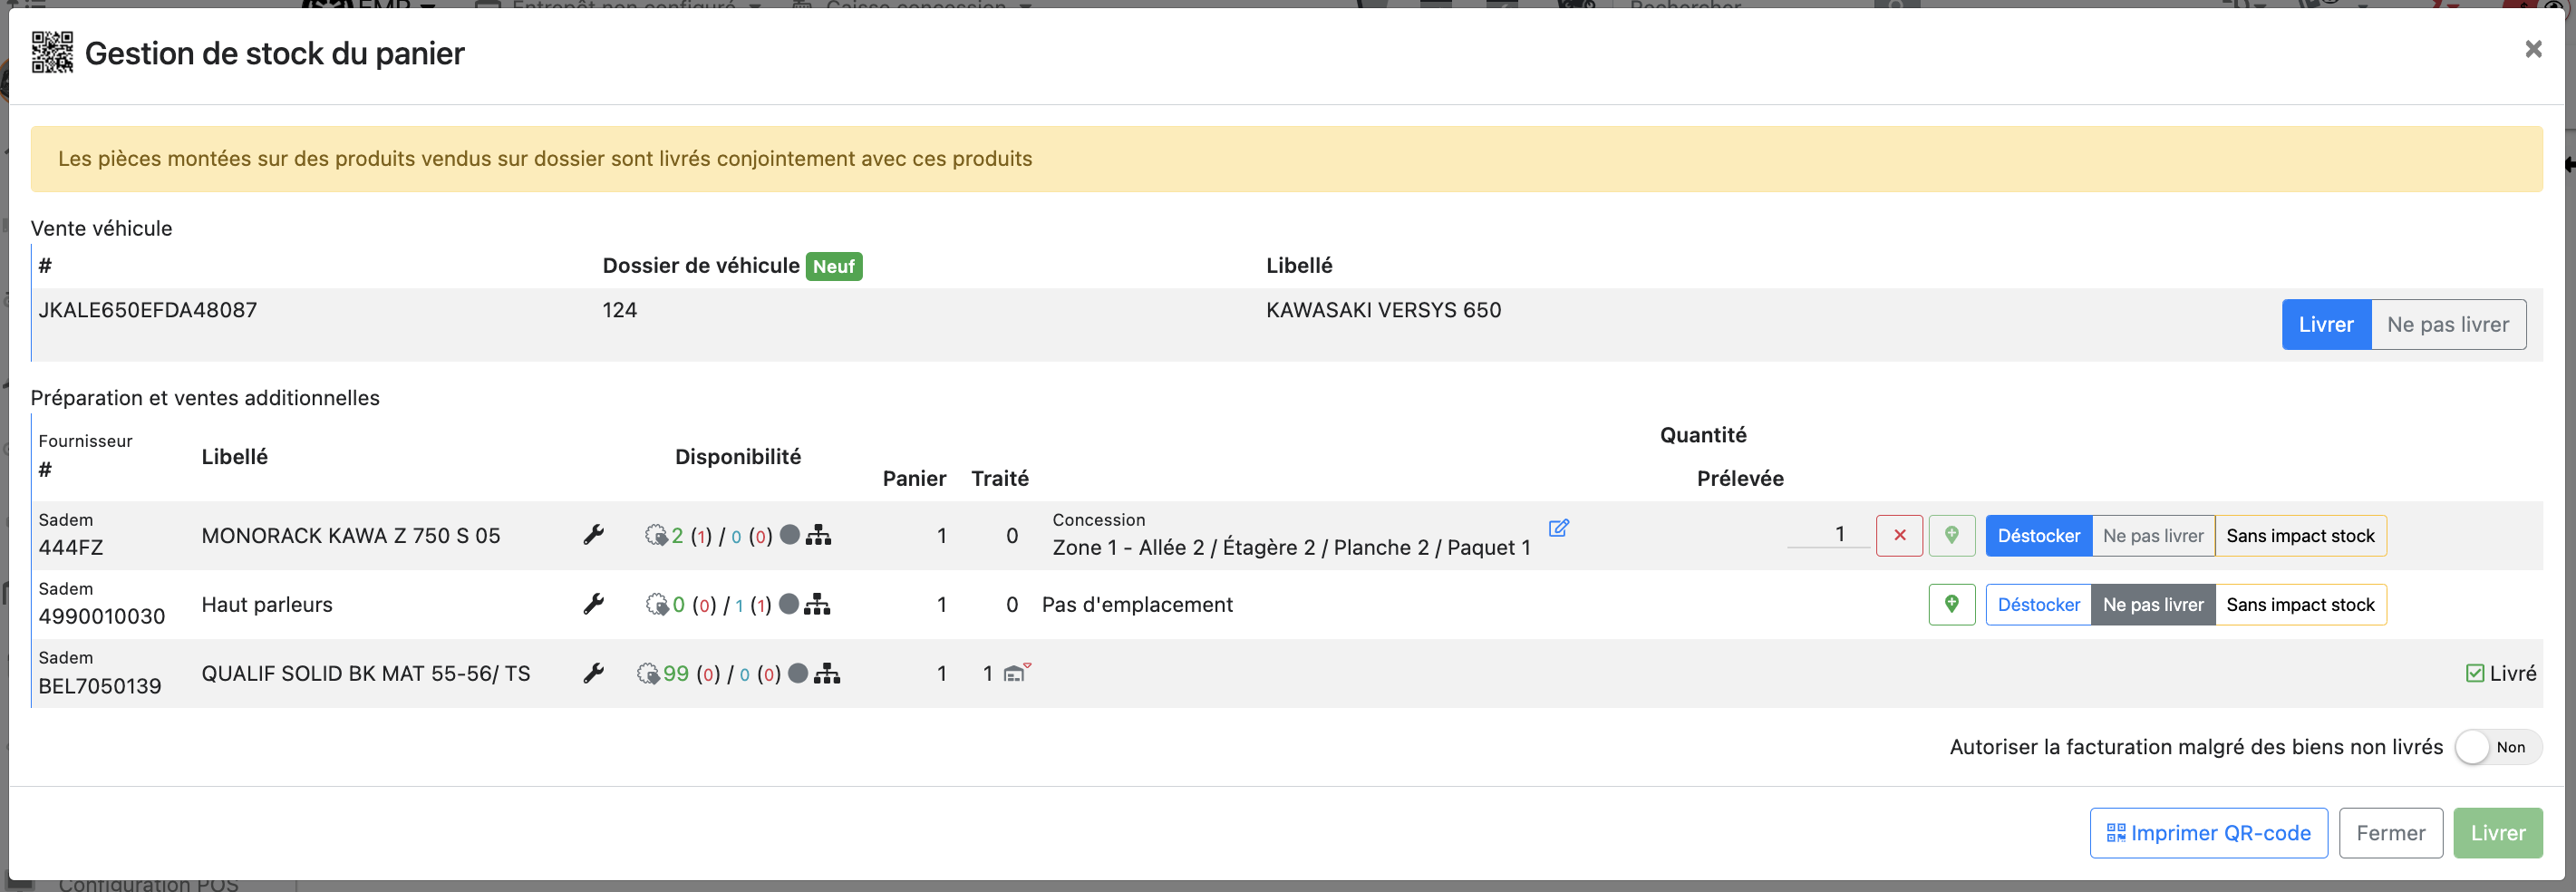 Gestion de stock du panier
×
Les pièces montées sur des produits vendus sur dossier sont livrés conjointement avec ces produits
Vente véhicule
# Dossier de véhicule Neuf Libellé
JKALE650EFDA48087 124 KAWASAKI VERSYS 650 Livrer Ne pas livrer
Préparation et ventes additionnelles
Quantité
Fournisseur
# Libellé Disponibilité
Panier Traité Prélevée
Sadem
444FZ MONORACK KAWA Z 750 S 05 2 (1) / 0 (0) 1 0 Concession
Zone 1 - Allée 2 / Étagère 2 / Planche 2 / Paquet 1 1 Déstocker Ne pas livrer Sans impact stock
Sadem
4990010030 Haut parleurs 0 (0) / 1 (1) 1 0 Pas d'emplacement Déstocker Ne pas livrer Sans impact stock
Sadem
BEL7050139 QUALIF SOLID BK MAT 55-56/ TS 99 (0) / 0 (0) 1 1 Livré
Autoriser la facturation malgré des biens non livrés Non
Imprimer QR-code Fermer Livrer
Configuration POS